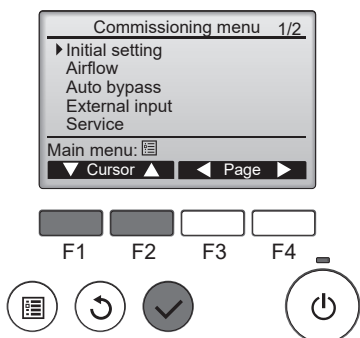 Commissioning menu 1/2
Initial setting
Airflow
Auto bypass
External input
Service
Main menu:
Cursor Page
F1 F2 F3 F4